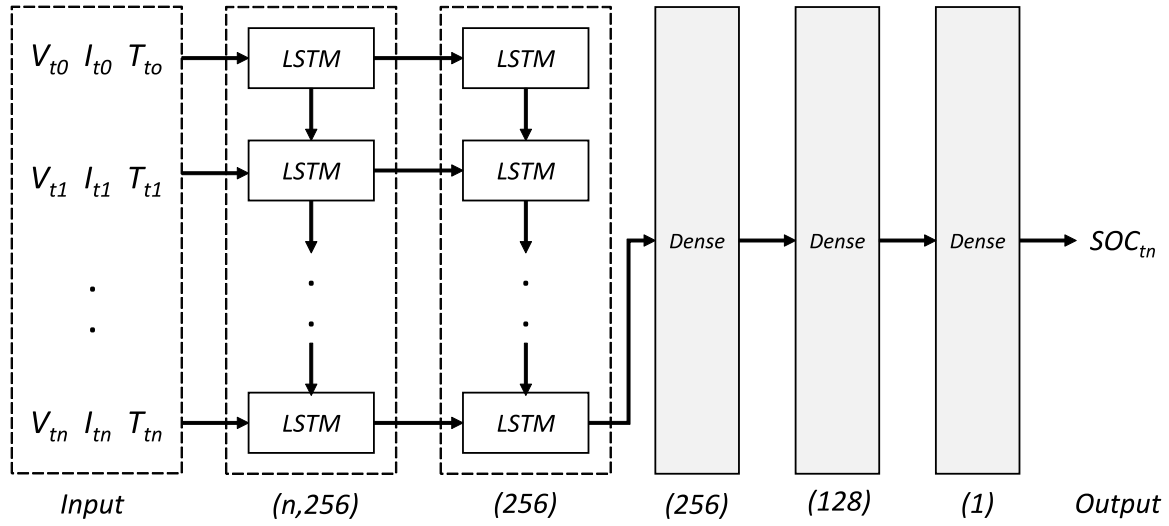 V_t0 I_t0 T_to LSTM LSTM
V_t1 I_t1 T_t1 LSTM LSTM
Dense Dense Dense SOC_tn
V_tn I_tn T_tn LSTM LSTM
Input (n,256) (256) (256) (128) (1) Output